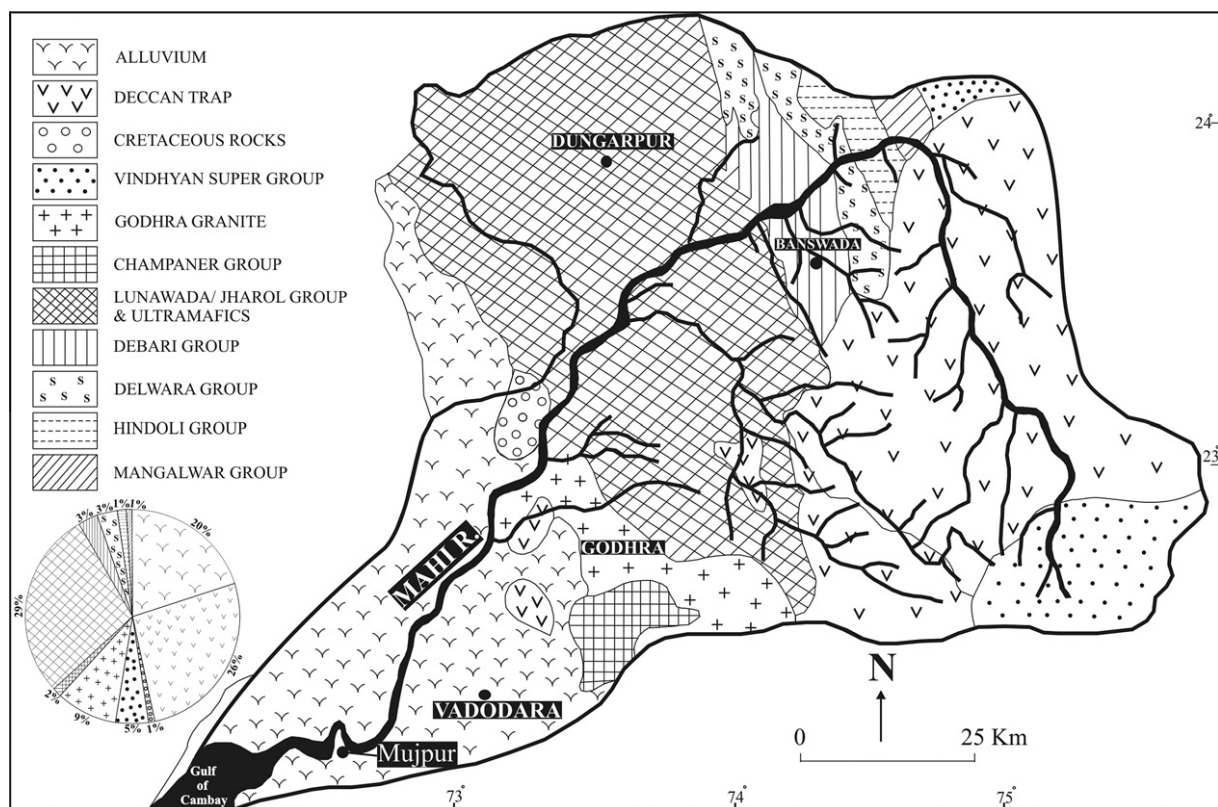 ALLUVIUM
DECCAN TRAP
CRETACEOUS ROCKS
VINDHYAN SUPER GROUP
GODHRA GRANITE
CHAMPANER GROUP
LUNAWADA/ JHAROL GROUP
& ULTRAMAFICS
DEBARI GROUP
DELWARA GROUP
HINDOLI GROUP
MANGALWAR GROUP
3% 3% 1% 1%
20%
29%
26%
2%
9%
5%
1%
DUNGARPUR
BANSWADA
GODHRA
MAHI R.
VADODARA
Mujpur
Gulf
of
Cambay
N
0 25 Km
24°
23°
73° 74° 75°